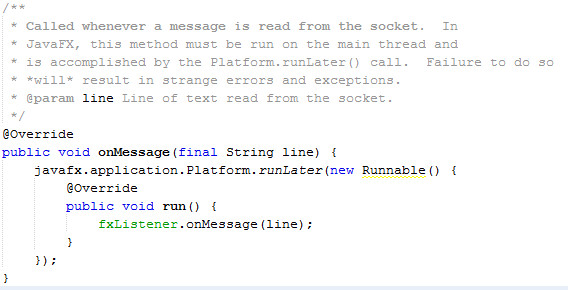 /**
 * Called whenever a message is read from the socket.  In
 * JavaFX, this method must be run on the main thread and
 * is accomplished by the Platform.runLater() call.  Failure to do so
 * *will* result in strange errors and exceptions.
 * @param line Line of text read from the socket.
 */
@Override
public void onMessage(final String line) {
    javafx.application.Platform.runLater(new Runnable() {
        @Override
        public void run() {
            fxListener.onMessage(line);
        }
    });
}